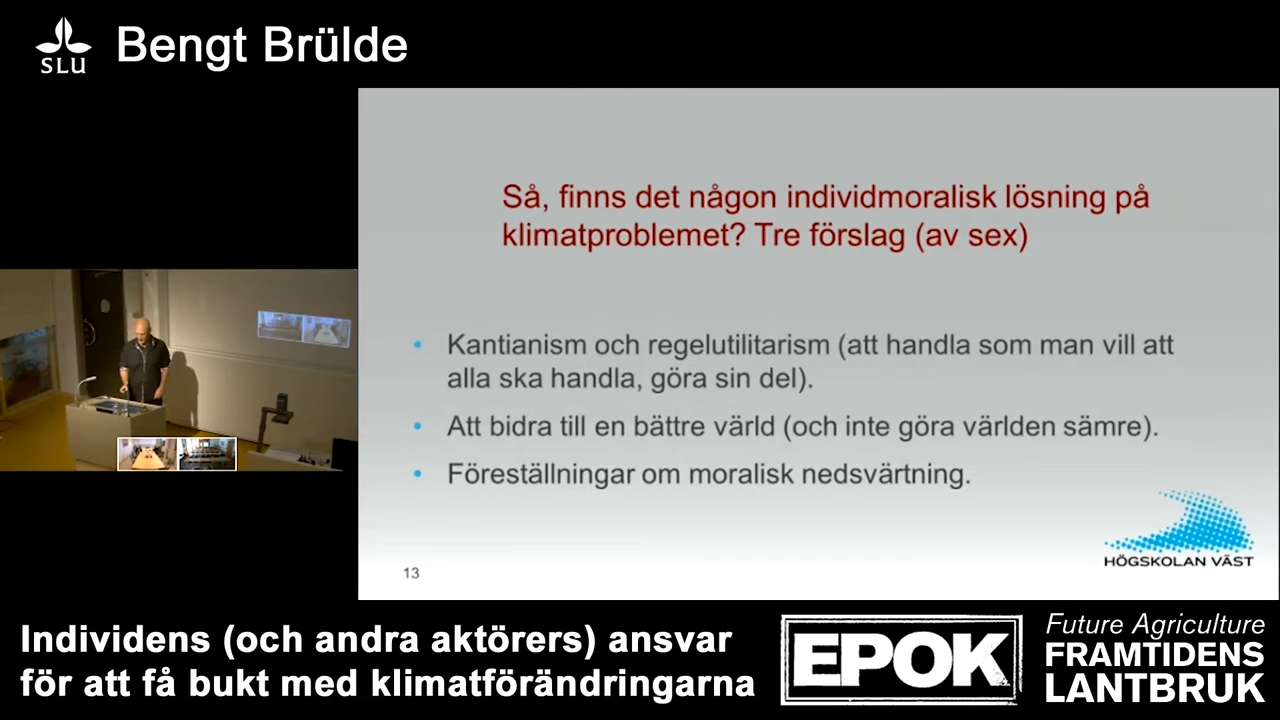 SLU
Bengt Brülde
Så, finns det någon individmoralisk lösning på
klimatproblemet? Tre förslag (av sex)
• Kantianism och regelutilitarism (att handla som man vill att
alla ska handla, göra sin del).
• Att bidra till en bättre värld (och inte göra världen sämre).
• Föreställningar om moralisk nedsvärtning.
HÖGSKOLAN VÄST
13
Individens (och andra aktörers) ansvar
för att få bukt med klimatförändringarna
EPOK
Future Agriculture
FRAMTIDENS
LANTBRUK